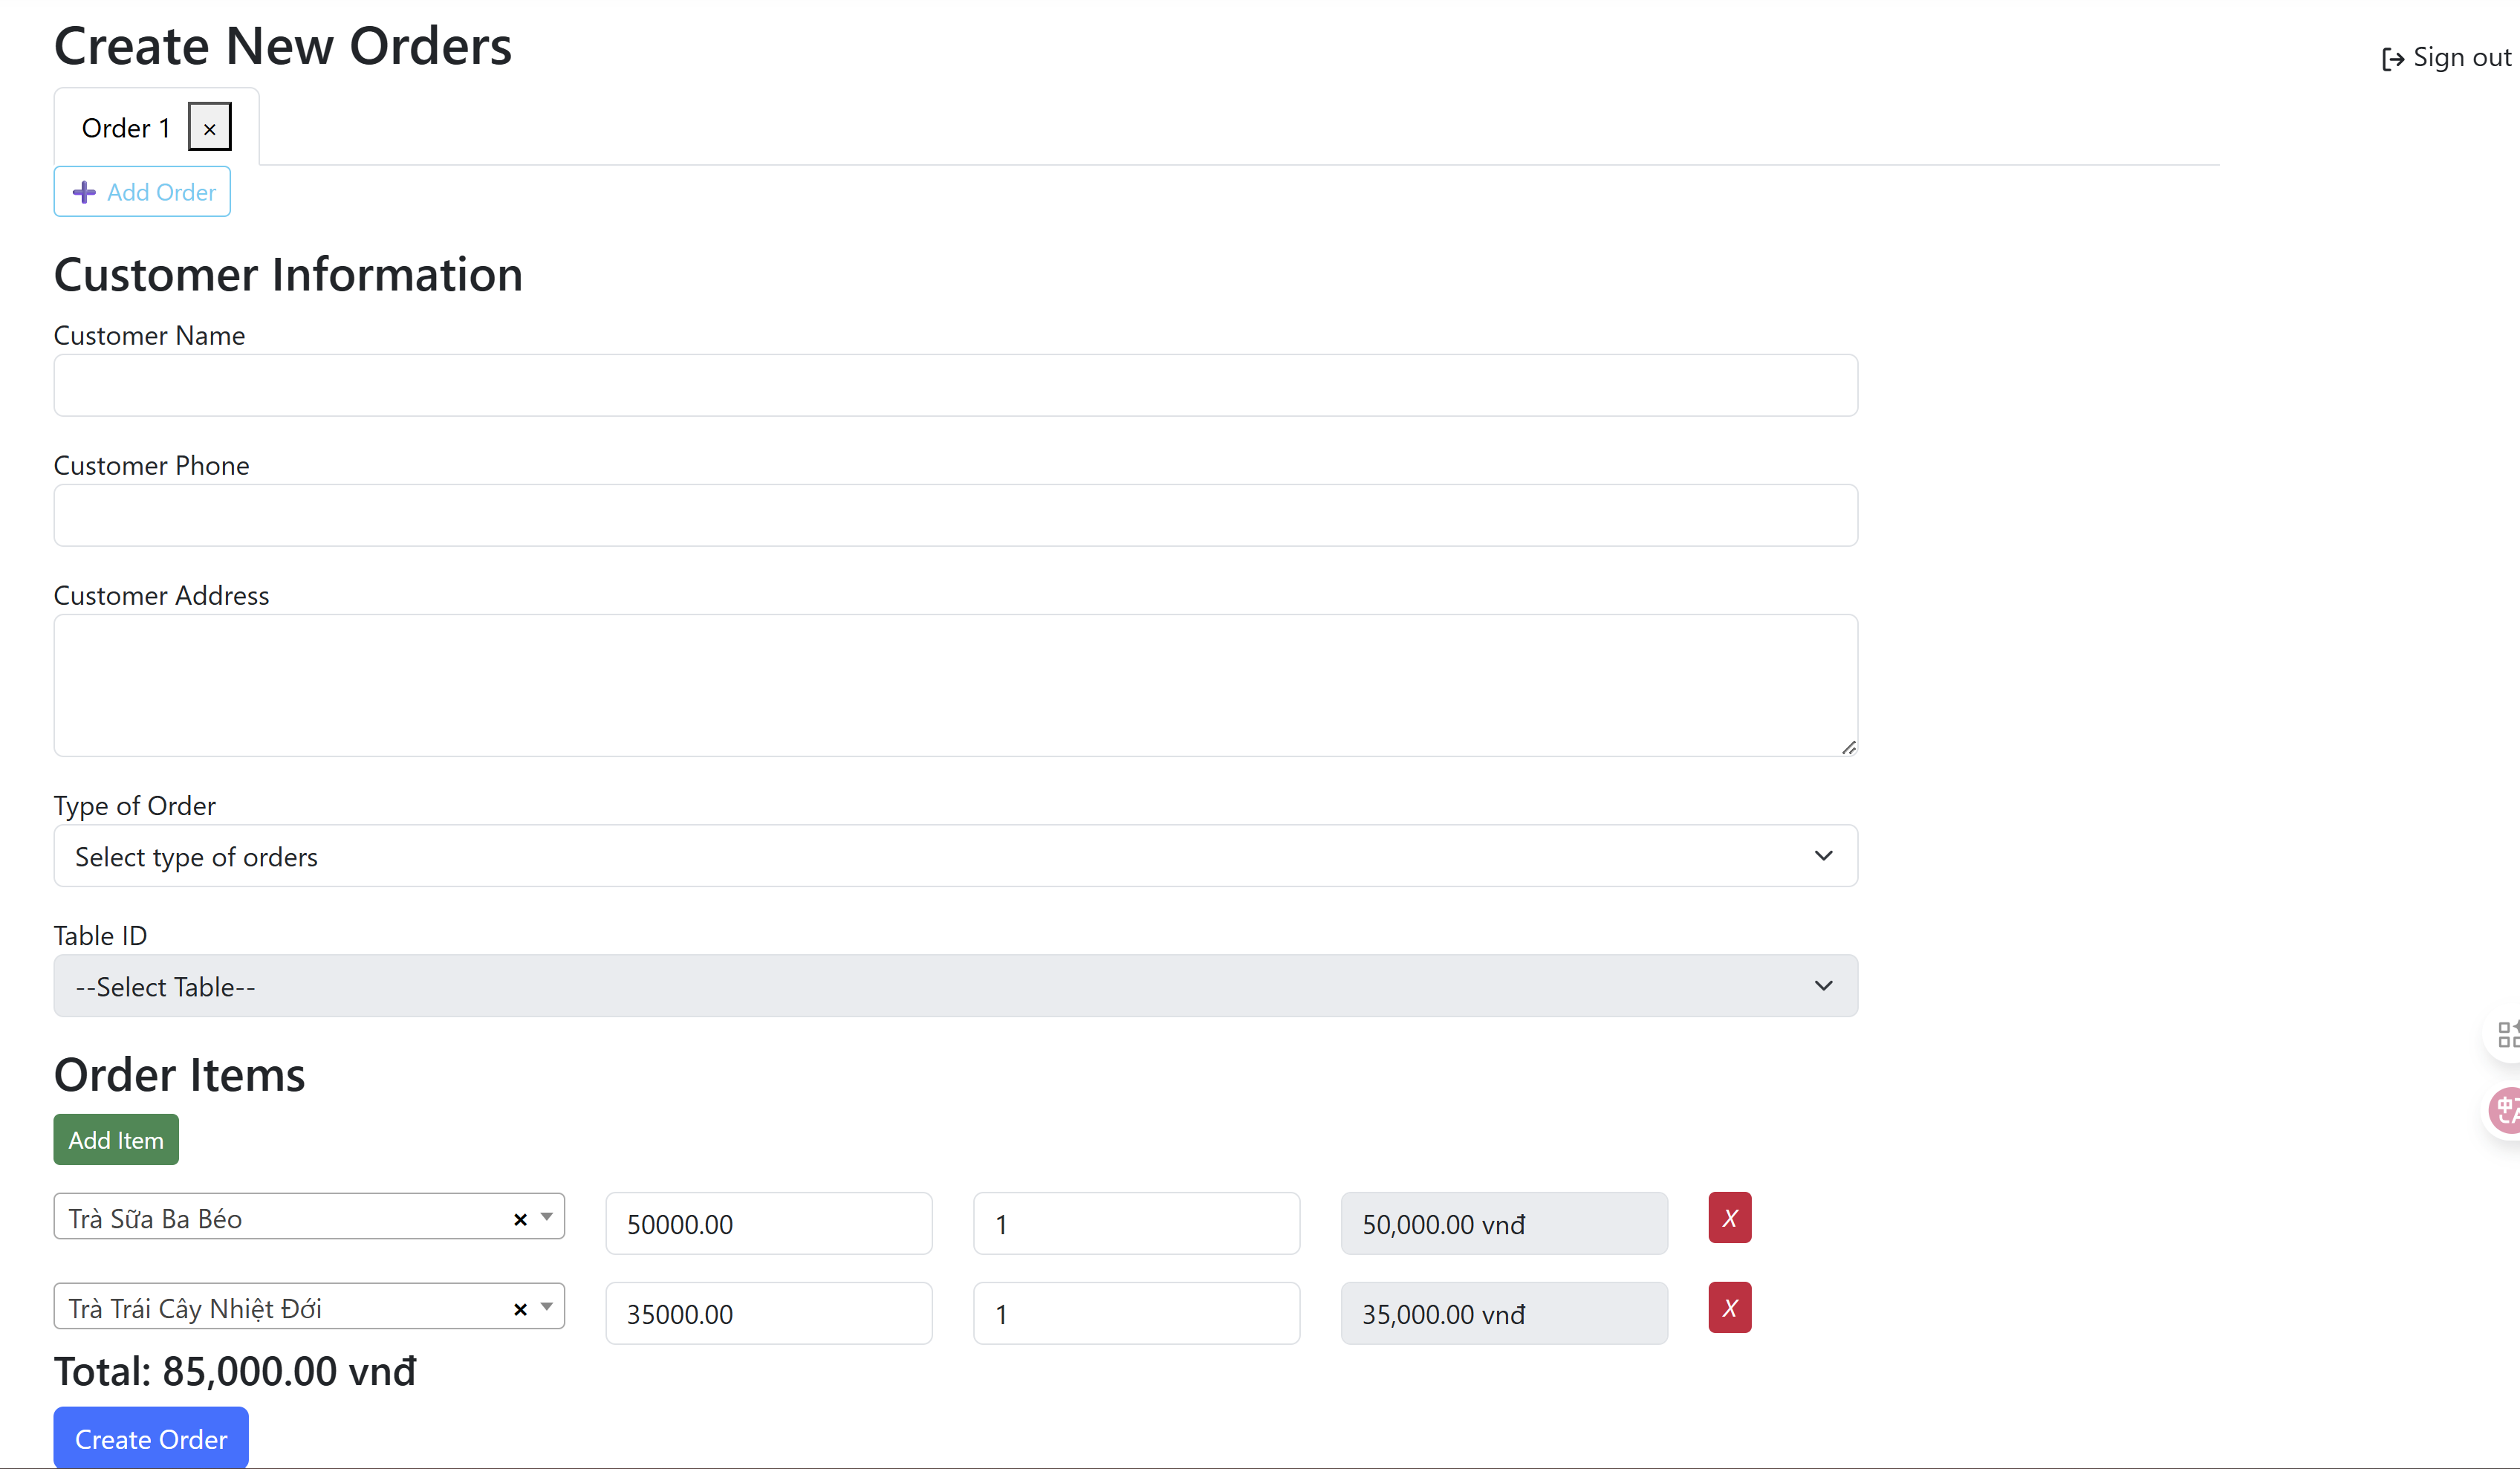 Create New Orders
Sign out
Order 1 ×
Add Order
Customer Information
Customer Name
Customer Phone
Customer Address
Type of Order
Select type of orders
Table ID
--Select Table--
Order Items
Add Item
Trà Sữa Ba Béo × 50000.00 1 50,000.00 vnđ X
Trà Trái Cây Nhiệt Đới × 35000.00 1 35,000.00 vnđ X
Total: 85,000.00 vnđ
Create Order